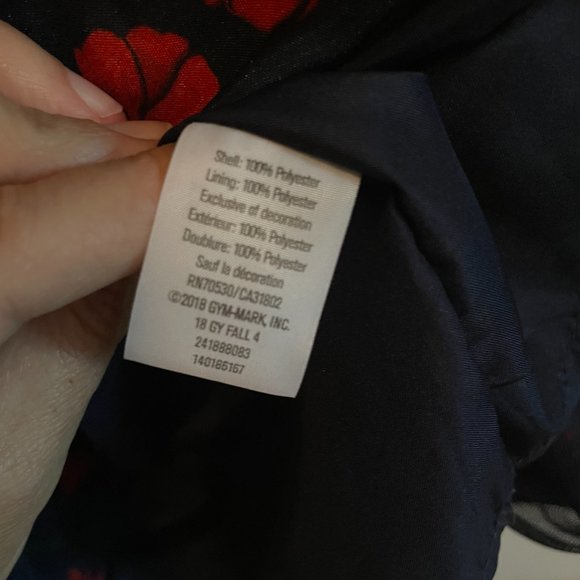 Shell: 100% Polyester
Lining: 100% Polyester
Exclusive of decoration
Extérieur: 100% Polyester
Doublure: 100% Polyester
Sauf la décoration
RN70530/CA31802
©2018 GYM-MARK, INC.
18 GY FALL 4
241888083
140186167